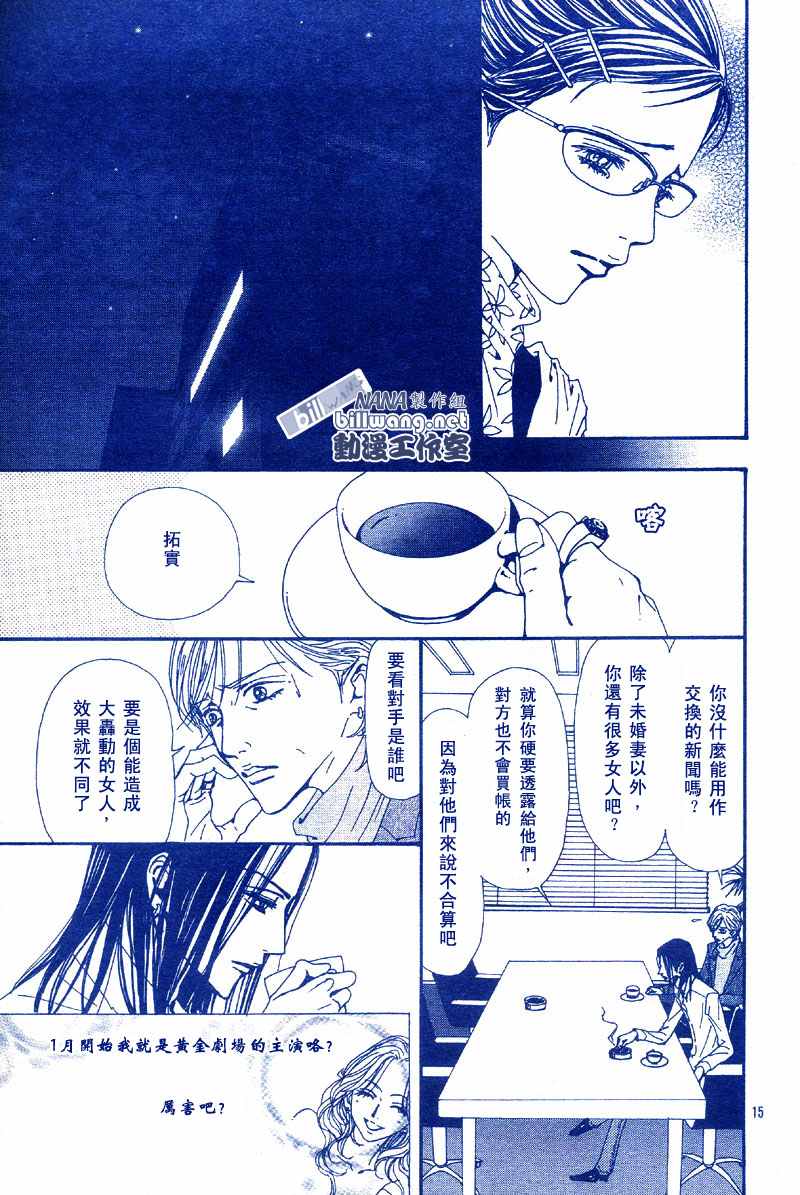 billwang
NANA製作組
billwang.net
動漫工作室
喀
拓實
你沒什麼能用作
交換的新聞嗎?
除了未婚妻以外,
你還有很多女人吧?
就算你硬要透露給他們,
對方也不會買帳的
因為對他們來說不合算吧
要看對手是誰吧
要是個能造成
大轟動的女人,
效果就不同了
1月開始我就是黃金劇場的主演咯?
厲害吧?
15